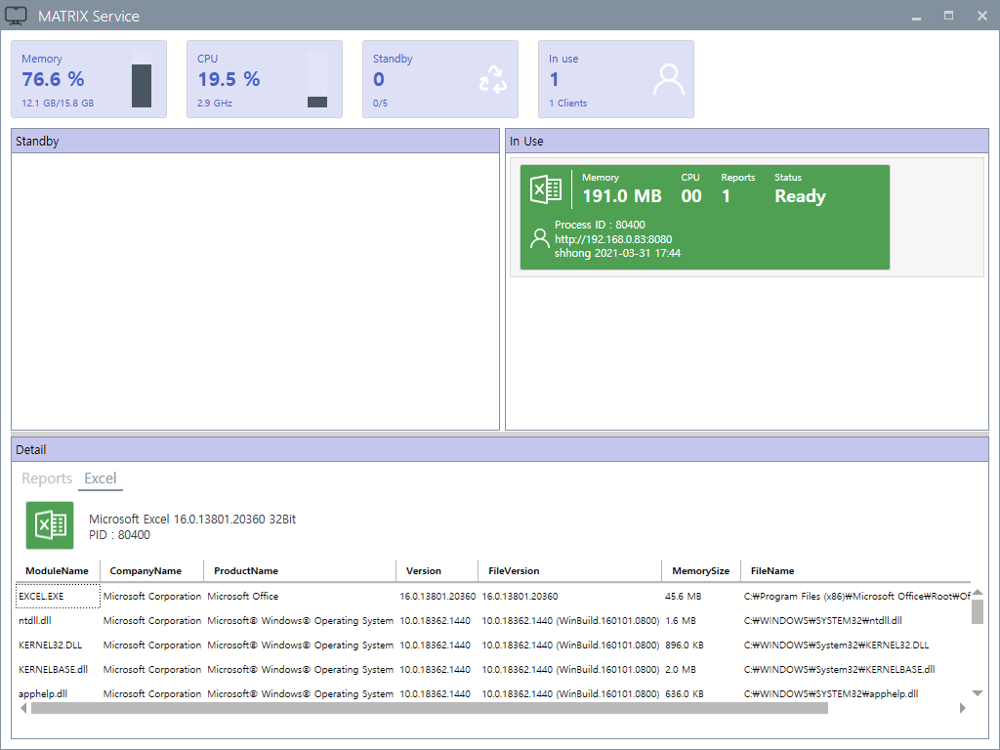 MATRIX Service
Memory
76.6 %
12.1 GB/15.8 GB
CPU
19.5 %
2.9 GHz
Standby
0
0/5
In use
1
1 Clients
Standby
In Use
Memory CPU Reports Status
191.0 MB 00 1 Ready
Process ID : 80400
http://192.168.0.83:8080
shhong 2021-03-31 17:44
Detail
Reports Excel
Microsoft Excel 16.0.13801.20360 32Bit
PID : 80400
ModuleName CompanyName ProductName Version FileVersion MemorySize FileName
EXCEL.EXE Microsoft Corporation Microsoft Office 16.0.13801.20360 16.0.13801.20360 45.6 MB C:₩Program Files (x86)₩Microsoft Office₩Root₩Of
ntdll.dll Microsoft Corporation Microsoft® Windows® Operating System 10.0.18362.1440 10.0.18362.1440 (WinBuild.160101.0800) 1.6 MB C:₩WINDOWS₩SYSTEM32₩ntdll.dll
KERNEL32.DLL Microsoft Corporation Microsoft® Windows® Operating System 10.0.18362.1440 10.0.18362.1440 (WinBuild.160101.0800) 896.0 KB C:₩WINDOWS₩System32₩KERNEL32.DLL
KERNELBASE.dll Microsoft Corporation Microsoft® Windows® Operating System 10.0.18362.1440 10.0.18362.1440 (WinBuild.160101.0800) 2.0 MB C:₩WINDOWS₩System32₩KERNELBASE.dll
apphelp.dll Microsoft Corporation Microsoft® Windows® Operating System 10.0.18362.1440 10.0.18362.1440 (WinBuild.160101.0800) 636.0 KB C:₩WINDOWS₩SYSTEM32₩apphelp.dll